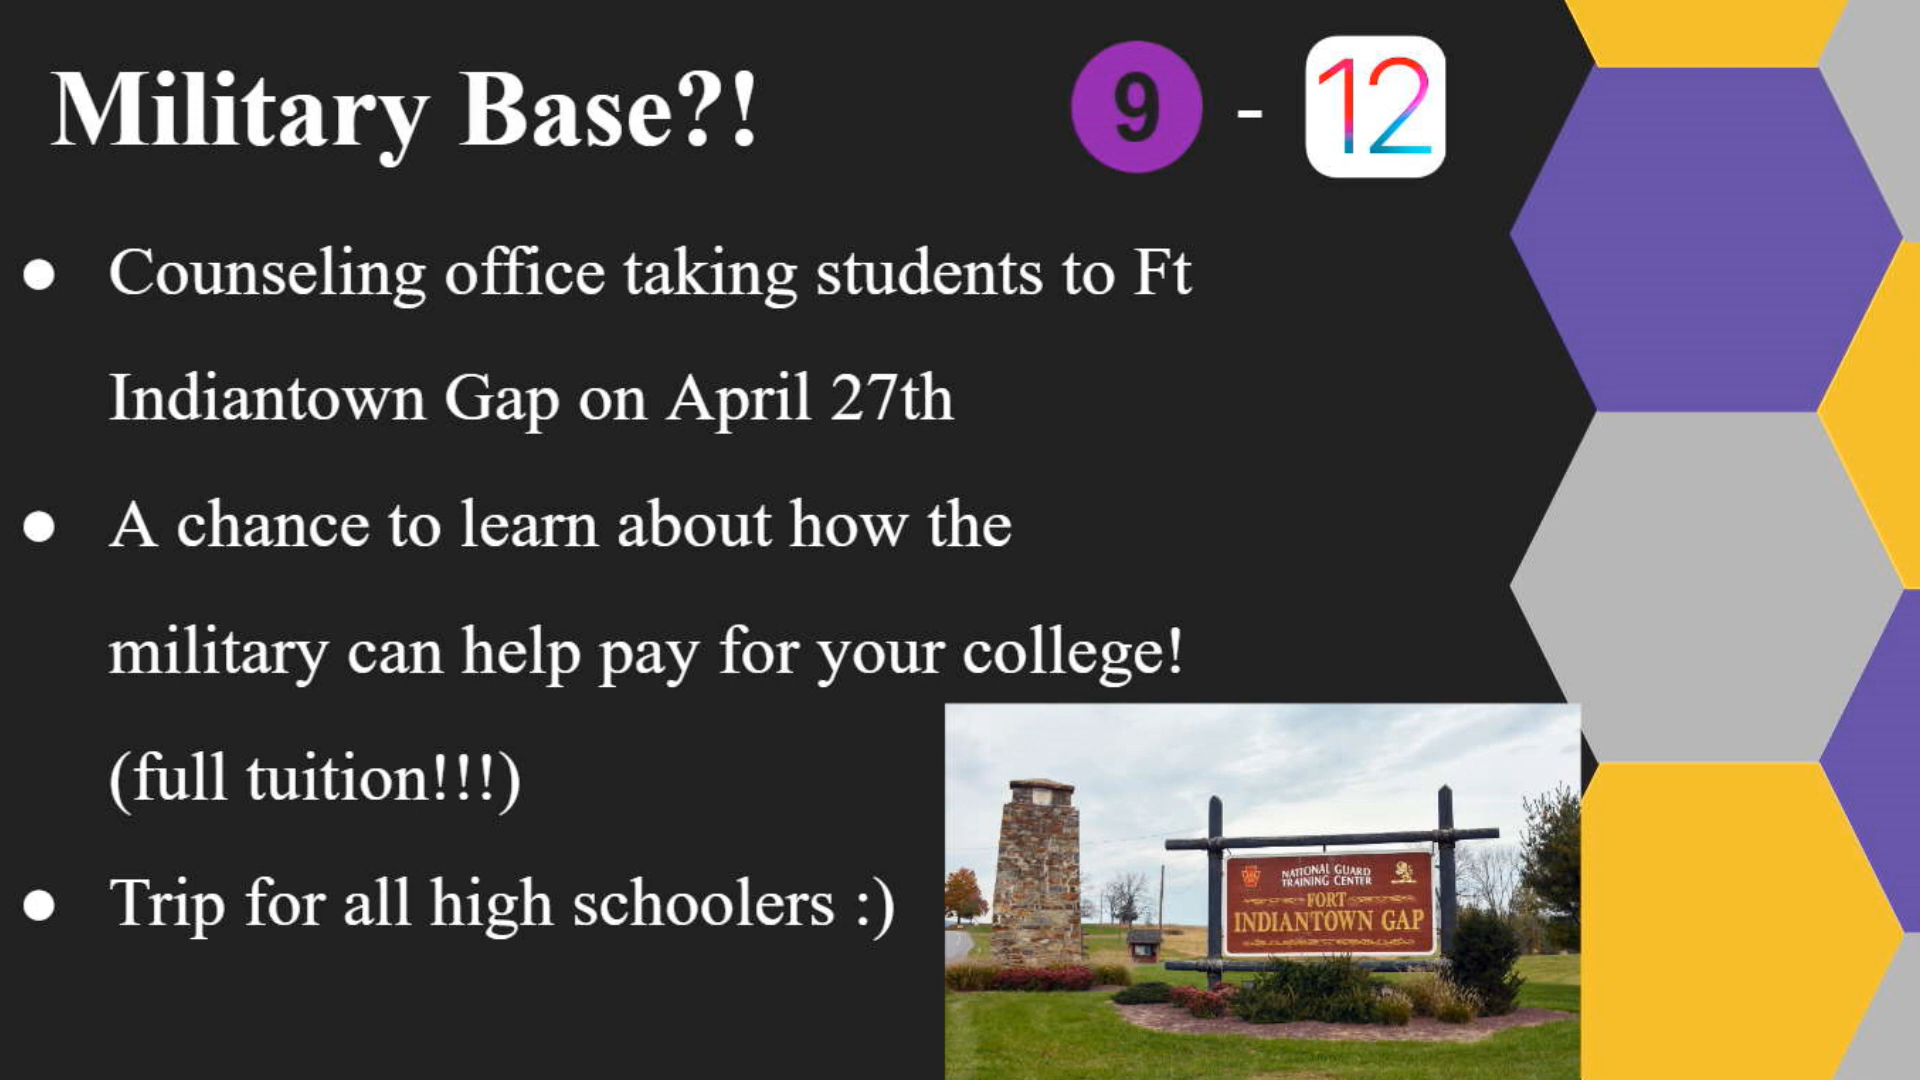 Military Base?!
9 - 12
● Counseling office taking students to Ft
Indiantown Gap on April 27th
● A chance to learn about how the
military can help pay for your college!
(full tuition!!!)
● Trip for all high schoolers :)
NATIONAL GUARD
TRAINING CENTER
FORT
INDIANTOWN GAP